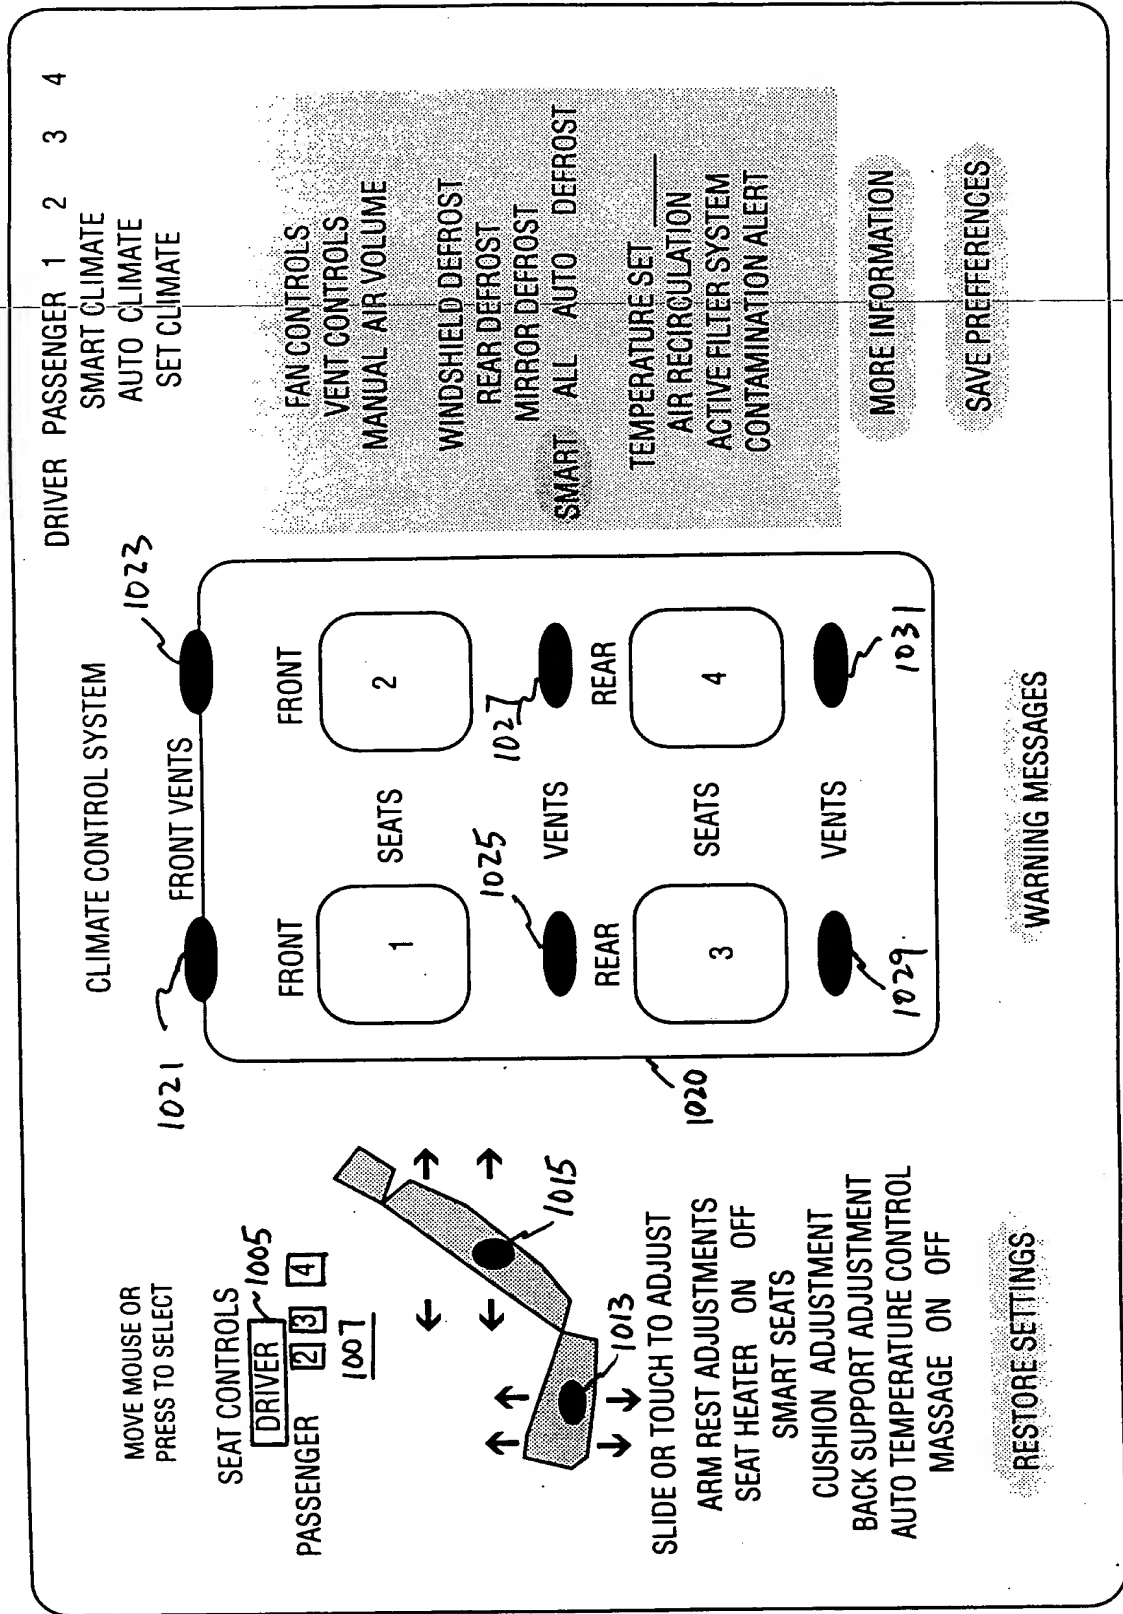 MOVE MOUSE OR
PRESS TO SELECT
SEAT CONTROLS
DRIVER 1005
PASSENGER 2 3 4
1007
1015
1013
SLIDE OR TOUCH TO ADJUST
ARM REST ADJUSTMENTS
SEAT HEATER ON OFF
SMART SEATS
CUSHION ADJUSTMENT
BACK SUPPORT ADJUSTMENT
AUTO TEMPERATURE CONTROL
MASSAGE ON OFF
RESTORE SETTINGS
CLIMATE CONTROL SYSTEM
1021 FRONT VENTS 1023
FRONT FRONT
1 SEATS 2
1025 1027
VENTS
REAR REAR
3 SEATS 4
VENTS
1029 1031
1020
WARNING MESSAGES
DRIVER PASSENGER 1 2 3 4
SMART CLIMATE
AUTO CLIMATE
SET CLIMATE
FAN CONTROLS
VENT CONTROLS
MANUAL AIR VOLUME
WINDSHIELD DEFROST
REAR DEFROST
MIRROR DEFROST
SMART ALL AUTO DEFROST
TEMPERATURE SET
AIR RECIRCULATION
ACTIVE FILTER SYSTEM
CONTAMINATION ALERT
MORE INFORMATION
SAVE PREFERENCES